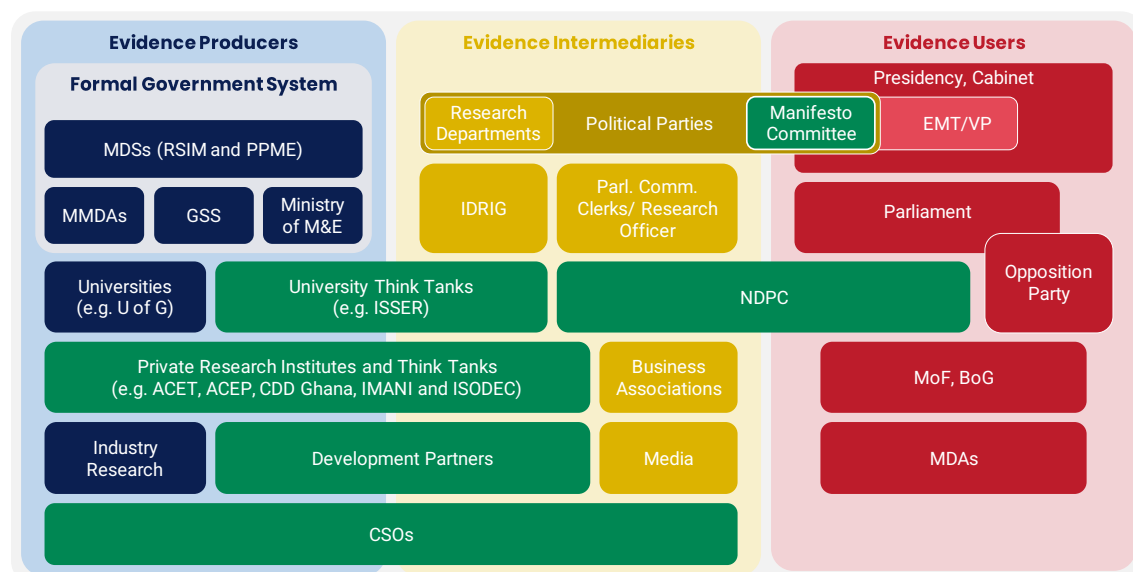 Evidence Producers
Evidence Intermediaries
Evidence Users
Formal Government System
Presidency, Cabinet
Research
Departments
Political Parties
Manifesto
Committee
EMT/VP
MDSs (RSIM and PPME)
MMDAs
GSS
Ministry
of M&E
IDRIG
Parl. Comm.
Clerks/ Research
Officer
Parliament
Opposition
Party
Universities
(e.g. U of G)
University Think Tanks
(e.g. ISSER)
NDPC
Private Research Institutes and Think Tanks
(e.g. ACET, ACEP, CDD Ghana, IMANI and ISODEC)
Business
Associations
MoF, BoG
Industry
Research
Development Partners
Media
MDAs
CSOs